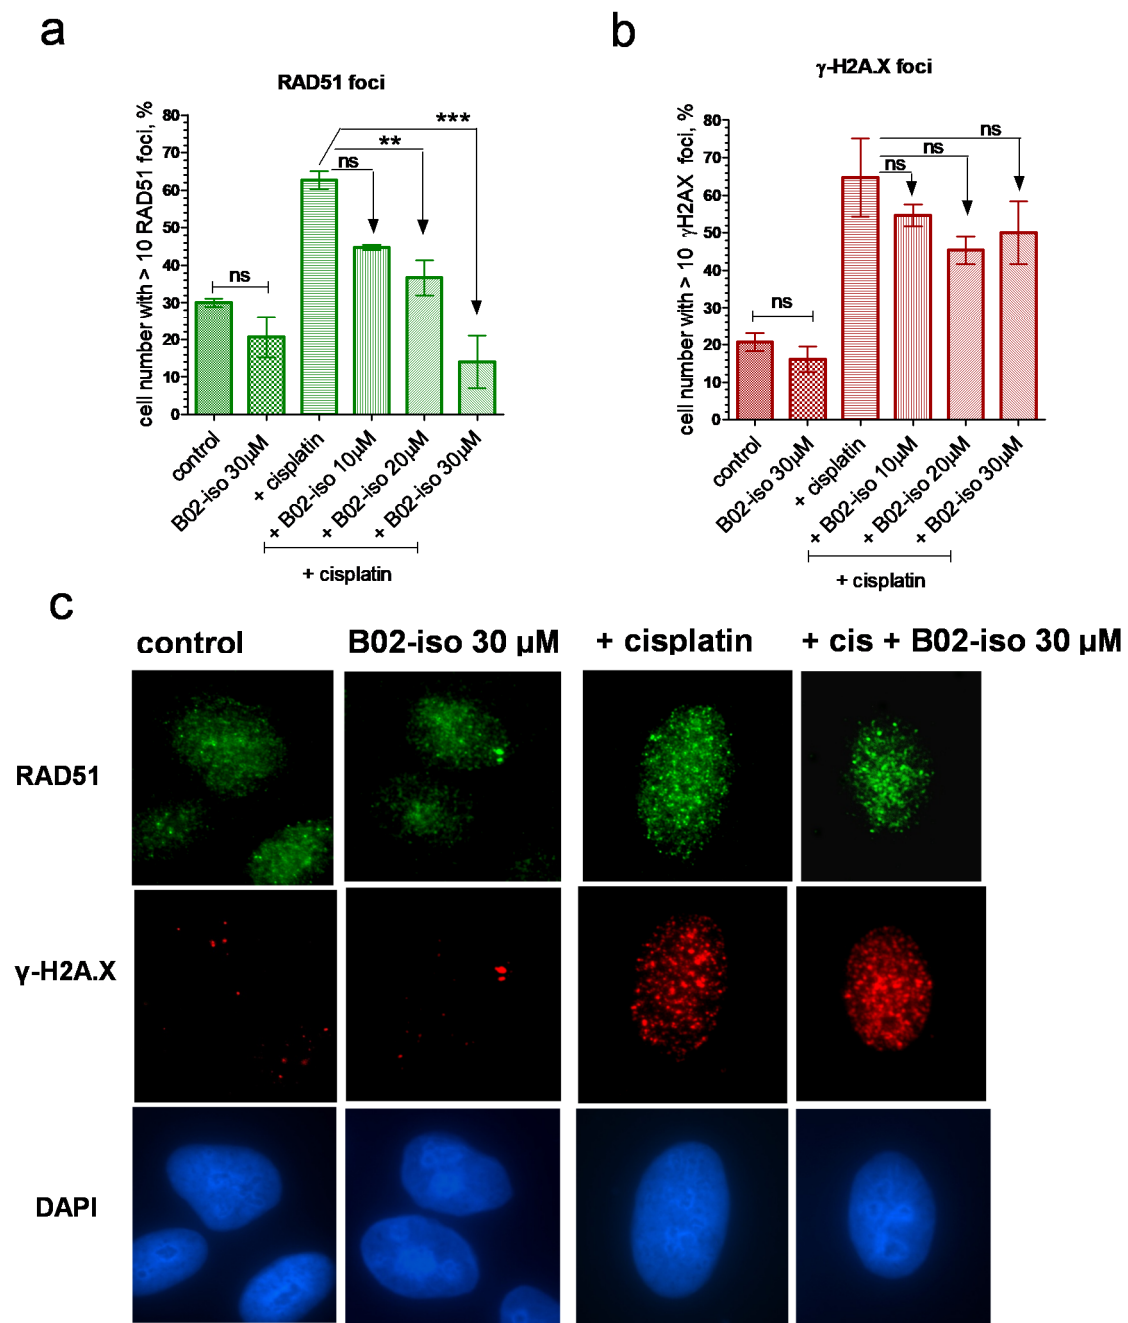 a
RAD51 foci
cell number with > 10 RAD51 foci, %
80
70
60
50
40
30
20
10
0
ns
ns
**
***
control
B02-iso 30µM
+ cisplatin
+ B02-iso 10µM
+ B02-iso 20µM
+ B02-iso 30µM
+ cisplatin
b
γ-H2A.X foci
cell number with > 10 γH2AX foci, %
80
70
60
50
40
30
20
10
0
ns
ns
ns
ns
control
B02-iso 30µM
+ cisplatin
+ B02-iso 10µM
+ B02-iso 20µM
+ B02-iso 30µM
+ cisplatin
c
control
B02-iso 30 µM
+ cisplatin
+ cis + B02-iso 30 µM
RAD51
γ-H2A.X
DAPI